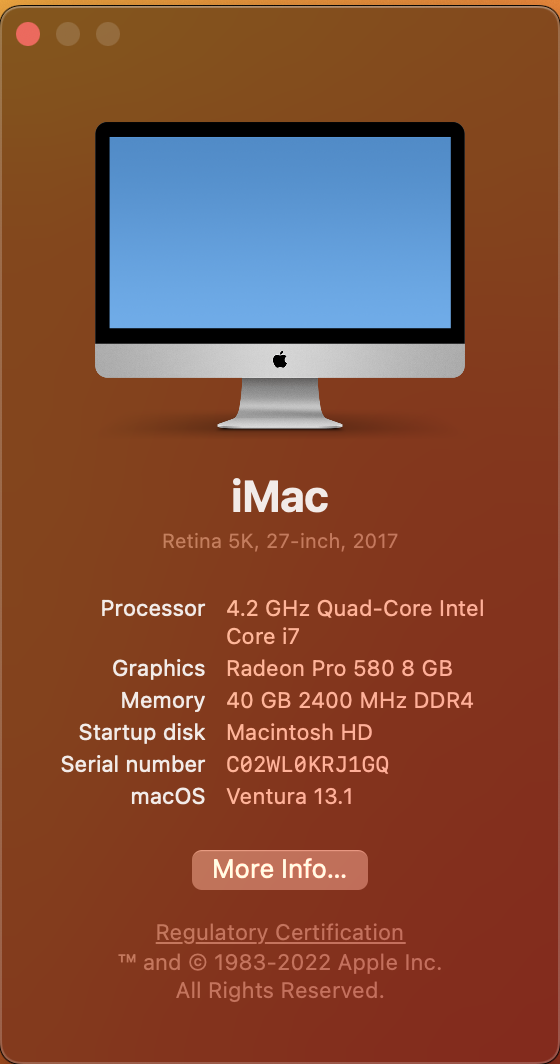 iMac
Retina 5K, 27-inch, 2017
Processor 4.2 GHz Quad-Core Intel
Core i7
Graphics Radeon Pro 580 8 GB
Memory 40 GB 2400 MHz DDR4
Startup disk Macintosh HD
Serial number C02WL0KRJ1GQ
macOS Ventura 13.1
More Info...
Regulatory Certification
™ and © 1983-2022 Apple Inc.
All Rights Reserved.